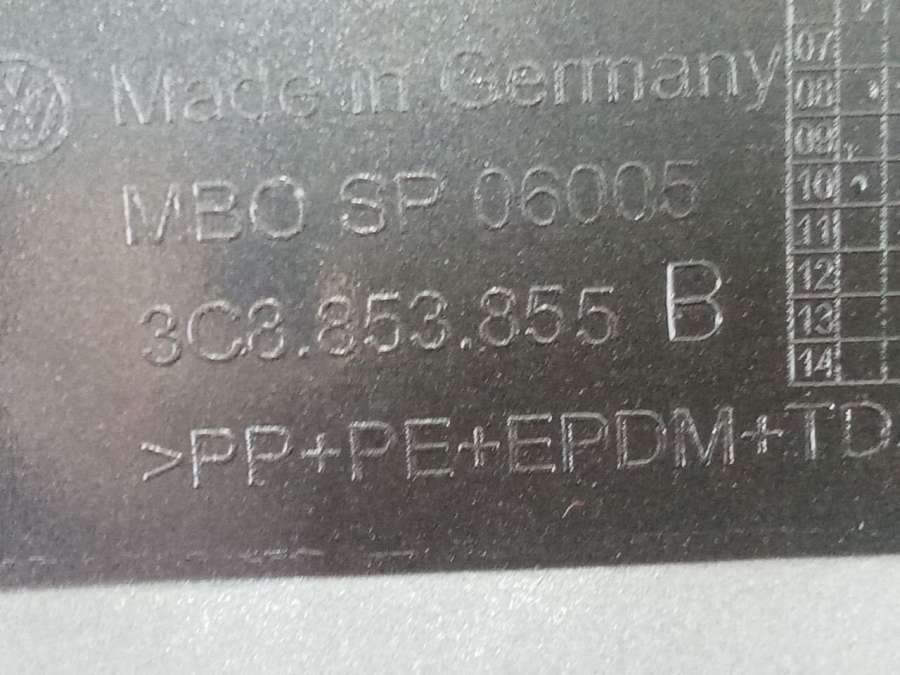 Made in Germany
MBO SP 06005
3C8.853.855 B
>PP+PE+EPDM+TD
07
08
09
10
11
12
13
14